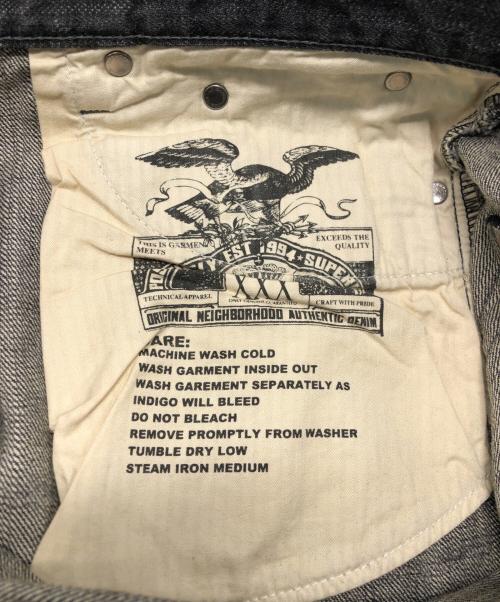 THIS IS GARMENT
MEETS
EXCEEDS THE
QUALITY
EST 1994 ★ SUPER
XXX
TECHNICAL APPAREL
CRAFT WITH PRIDE
ORIGINAL NEIGHBORHOOD AUTHENTIC DENIM
ARE:
MACHINE WASH COLD
WASH GARMENT INSIDE OUT
WASH GAREMENT SEPARATELY AS
INDIGO WILL BLEED
DO NOT BLEACH
REMOVE PROMPTLY FROM WASHER
TUMBLE DRY LOW
STEAM IRON MEDIUM